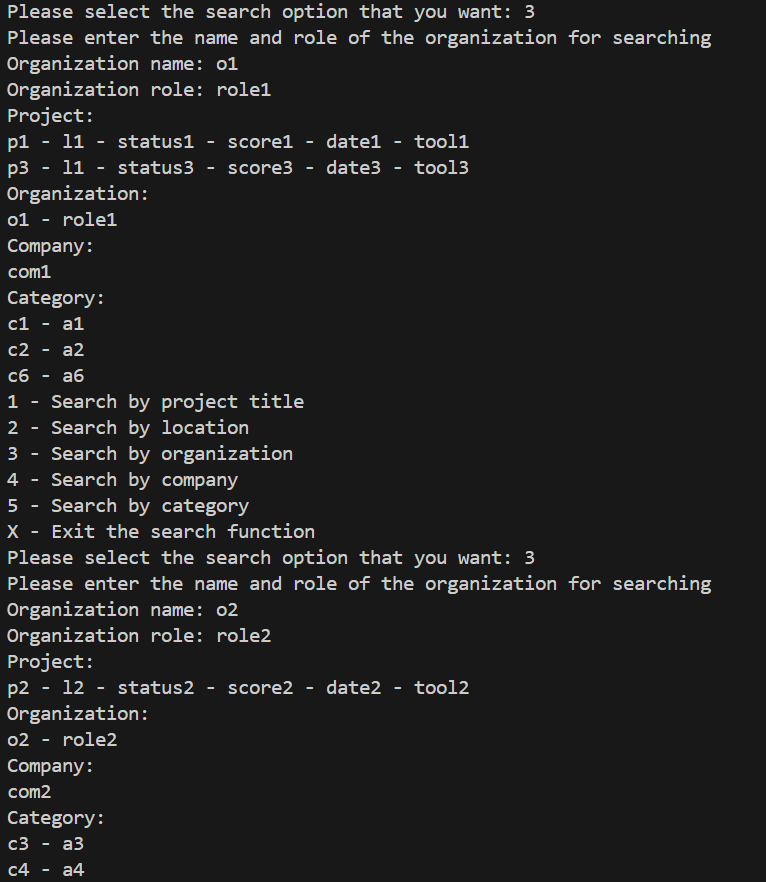 Please select the search option that you want: 3
Please enter the name and role of the organization for searching
Organization name: o1
Organization role: role1
Project:
p1 - l1 - status1 - score1 - date1 - tool1
p3 - l1 - status3 - score3 - date3 - tool3
Organization:
o1 - role1
Company:
com1
Category:
c1 - a1
c2 - a2
c6 - a6
1 - Search by project title
2 - Search by location
3 - Search by organization
4 - Search by company
5 - Search by category
X - Exit the search function
Please select the search option that you want: 3
Please enter the name and role of the organization for searching
Organization name: o2
Organization role: role2
Project:
p2 - l2 - status2 - score2 - date2 - tool2
Organization:
o2 - role2
Company:
com2
Category:
c3 - a3
c4 - a4